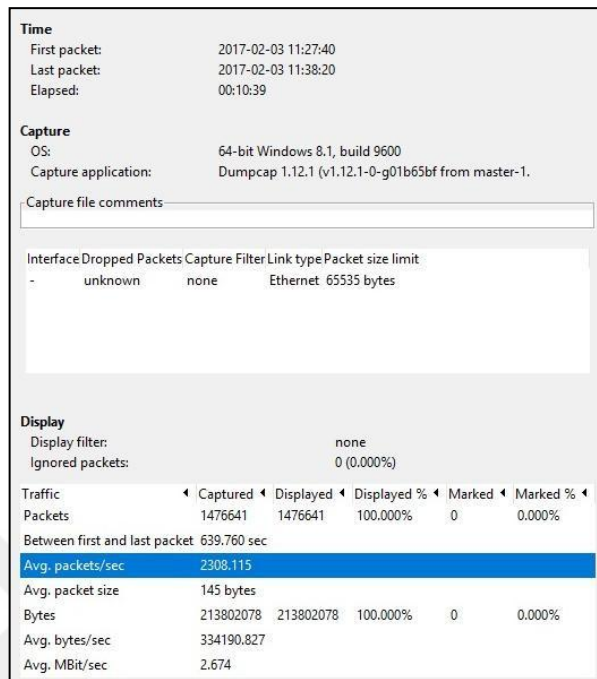 Time
First packet: 2017-02-03 11:27:40
Last packet: 2017-02-03 11:38:20
Elapsed: 00:10:39
Capture
OS: 64-bit Windows 8.1, build 9600
Capture application: Dumpcap 1.12.1 (v1.12.1-0-g01b65bf from master-1.
Capture file comments
Interface Dropped Packets Capture Filter Link type Packet size limit
- unknown none Ethernet 65535 bytes
Display
Display filter: none
Ignored packets: 0 (0.000%)
Traffic Captured Displayed Displayed % Marked Marked %
Packets 1476641 1476641 100.000% 0 0.000%
Between first and last packet 639.760 sec
Avg. packets/sec 2308.115
Avg. packet size 145 bytes
Bytes 213802078 213802078 100.000% 0 0.000%
Avg. bytes/sec 334190.827
Avg. MBit/sec 2.674